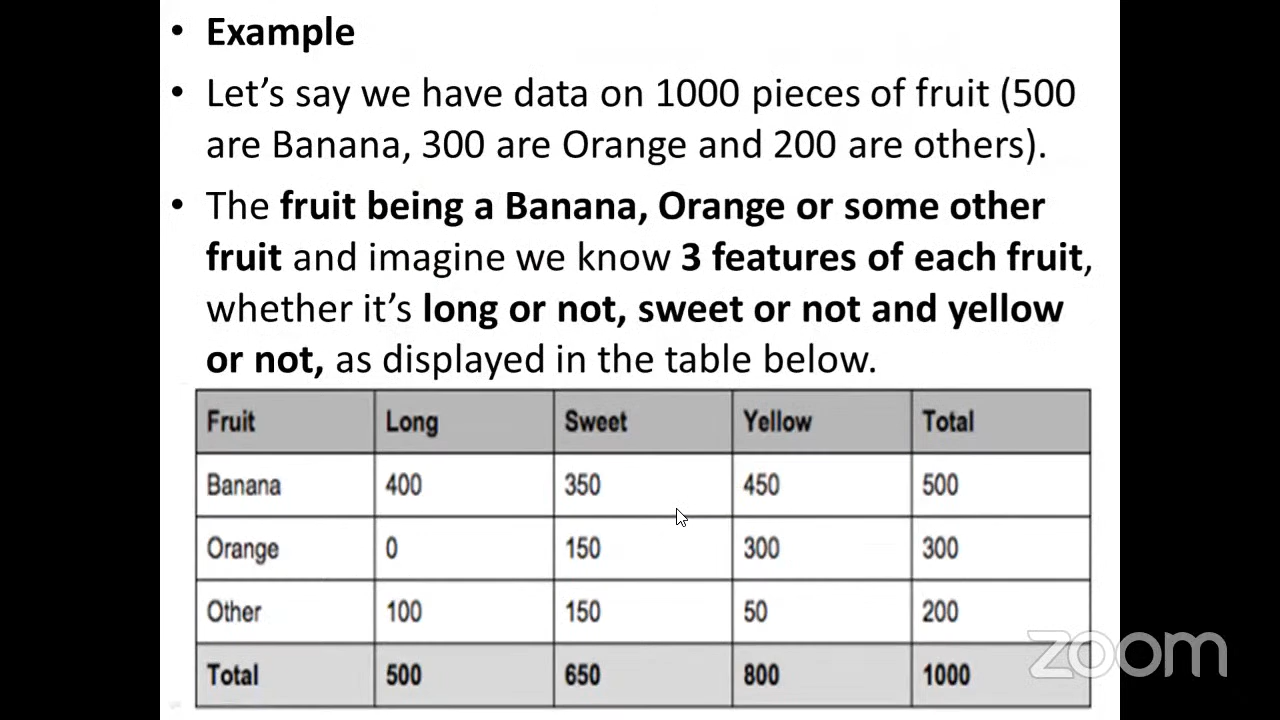 • Example
• Let’s say we have data on 1000 pieces of fruit (500
are Banana, 300 are Orange and 200 are others).
• The fruit being a Banana, Orange or some other
fruit and imagine we know 3 features of each fruit,
whether it’s long or not, sweet or not and yellow
or not, as displayed in the table below.
Fruit Long Sweet Yellow Total
Banana 400 350 450 500
Orange 0 150 300 300
Other 100 150 50 200
Total 500 650 800 1000
zoom